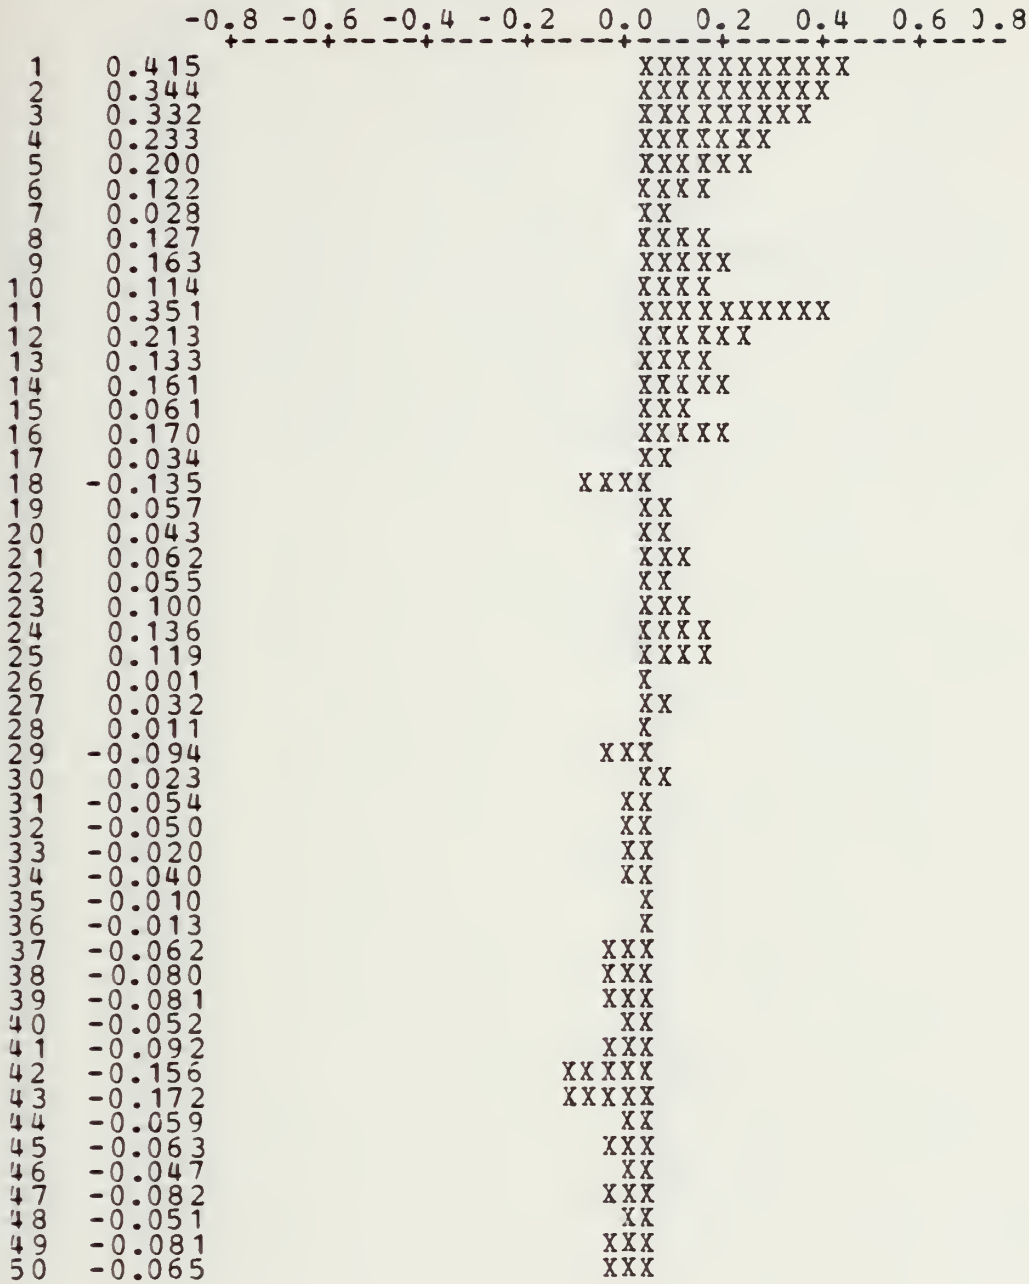 -0.8 -0.6 -0.4 -0.2 0.0 0.2 0.4 0.6 0.8
+----+----+----+----+----+----+----+----
1 0.415 XXXXXXXXXXX
2 0.344 XXXXXXXXXX
3 0.332 XXXXXXXXX
4 0.233 XXXXXXX
5 0.200 XXXXXX
6 0.122 XXXX
7 0.028 XX
8 0.127 XXXX
9 0.163 XXXXX
10 0.114 XXXX
11 0.351 XXXXXXXXXX
12 0.213 XXXXXX
13 0.133 XXXX
14 0.161 XXXXX
15 0.061 XXX
16 0.170 XXXXX
17 0.034 XX
18 -0.135 XXXX
19 0.057 XX
20 0.043 XX
21 0.062 XXX
22 0.055 XX
23 0.100 XXX
24 0.136 XXXX
25 0.119 XXXX
26 0.001 X
27 0.032 XX
28 0.011 X
29 -0.094 XXX
30 0.023 XX
31 -0.054 XX
32 -0.050 XX
33 -0.020 XX
34 -0.040 XX
35 -0.010 X
36 -0.013 X
37 -0.062 XXX
38 -0.080 XXX
39 -0.081 XXX
40 -0.052 XX
41 -0.092 XXX
42 -0.156 XXXXX
43 -0.172 XXXXX
44 -0.059 XX
45 -0.063 XXX
46 -0.047 XX
47 -0.082 XXX
48 -0.051 XX
49 -0.081 XXX
50 -0.065 XXX